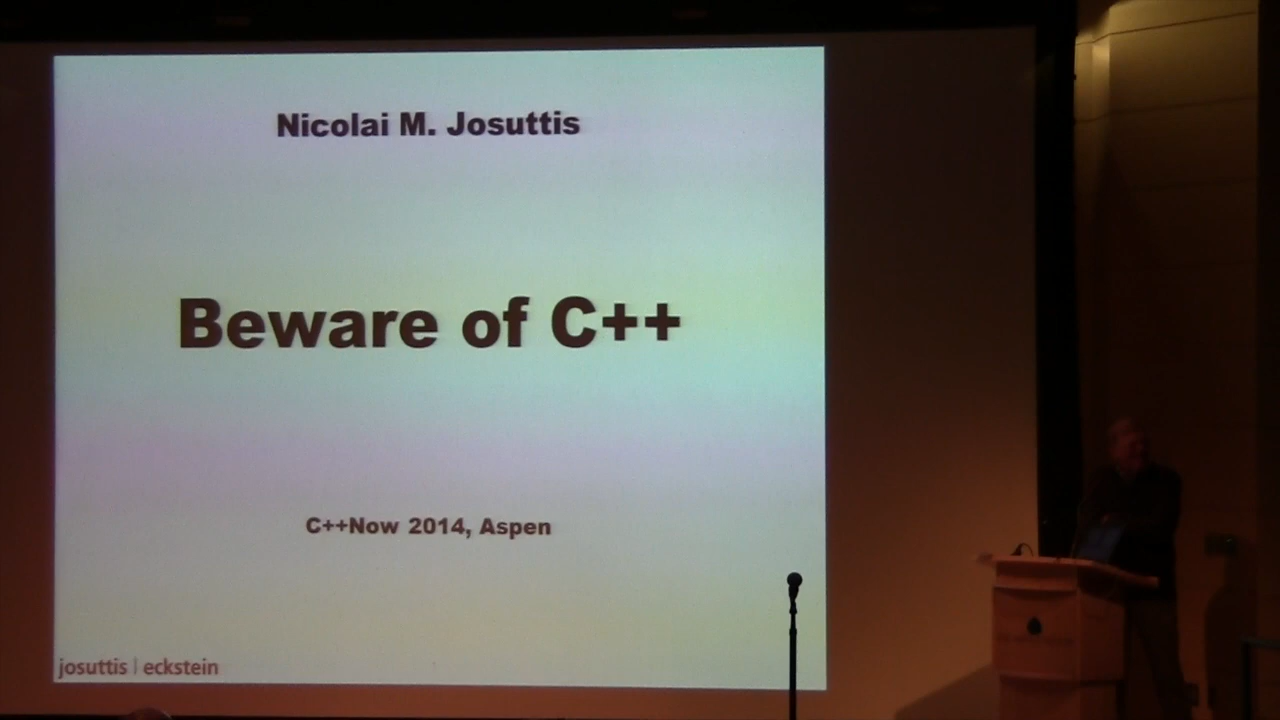 Nicolai M. Josuttis
Beware of C++
C++Now 2014, Aspen
josuttis | eckstein